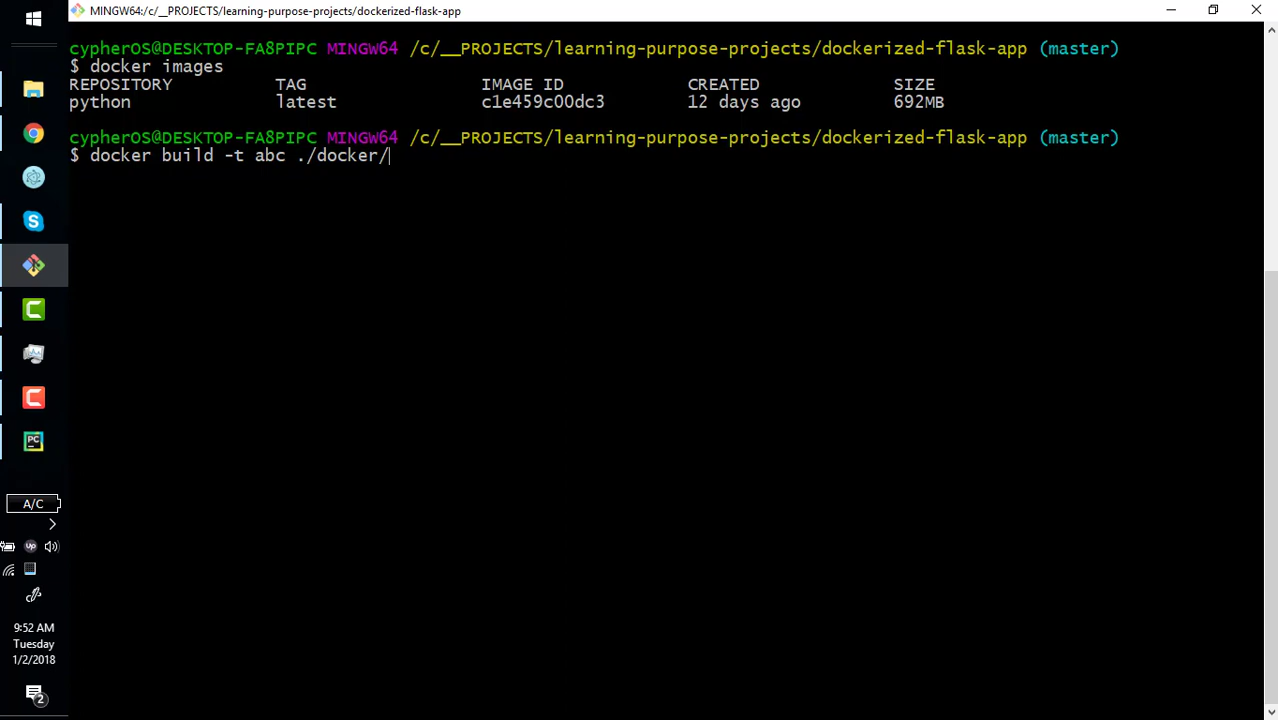 MINGW64:/c/__PROJECTS/learning-purpose-projects/dockerized-flask-app
cypherOS@DESKTOP-FA8PIPC MINGW64 /c/__PROJECTS/learning-purpose-projects/dockerized-flask-app (master)
$ docker images
REPOSITORY TAG IMAGE ID CREATED SIZE
python latest c1e459c00dc3 12 days ago 692MB
cypherOS@DESKTOP-FA8PIPC MINGW64 /c/__PROJECTS/learning-purpose-projects/dockerized-flask-app (master)
$ docker build -t abc ./docker/
PC
A/C
up
9:52 AM
Tuesday
1/2/2018
2